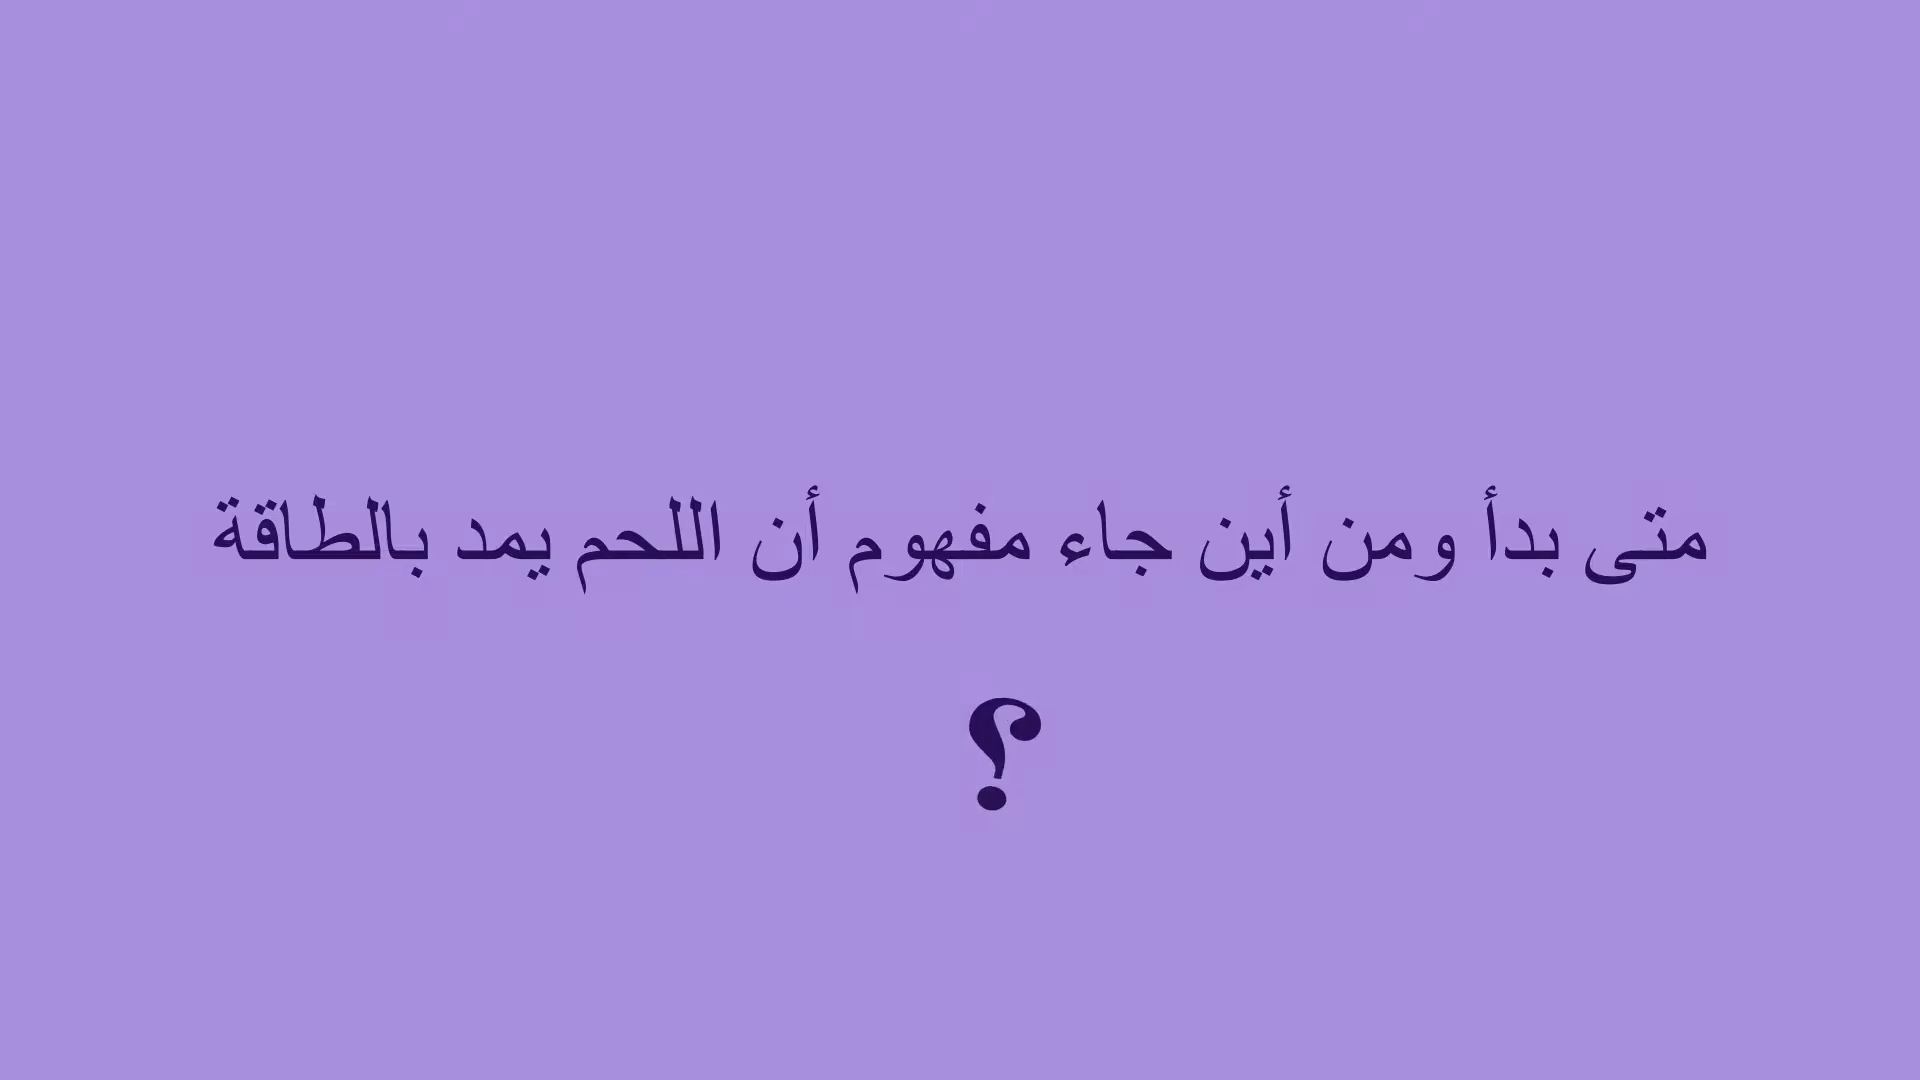 متى بدأ ومن أين جاء مفهوم أن اللحم يمد بالطاقة
؟